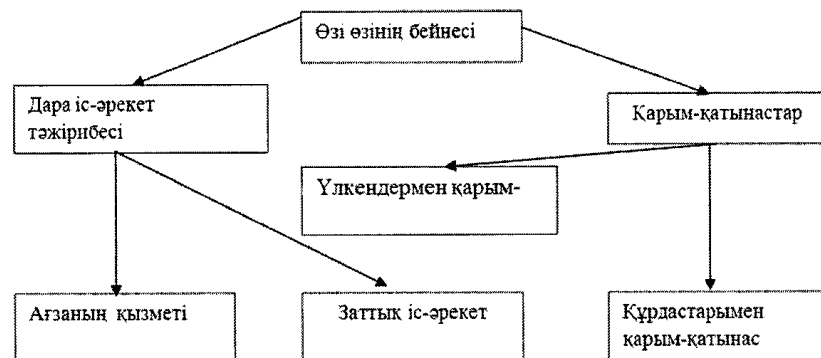 Өзі өзінің бейнесі
Дара іс-әрекет
тәжірибесі
Қарым-қатынастар
Үлкендермен қарым-
Ағзаның қызметі
Заттық іс-әрекет
Құрдастарымен
қарым-қатынас